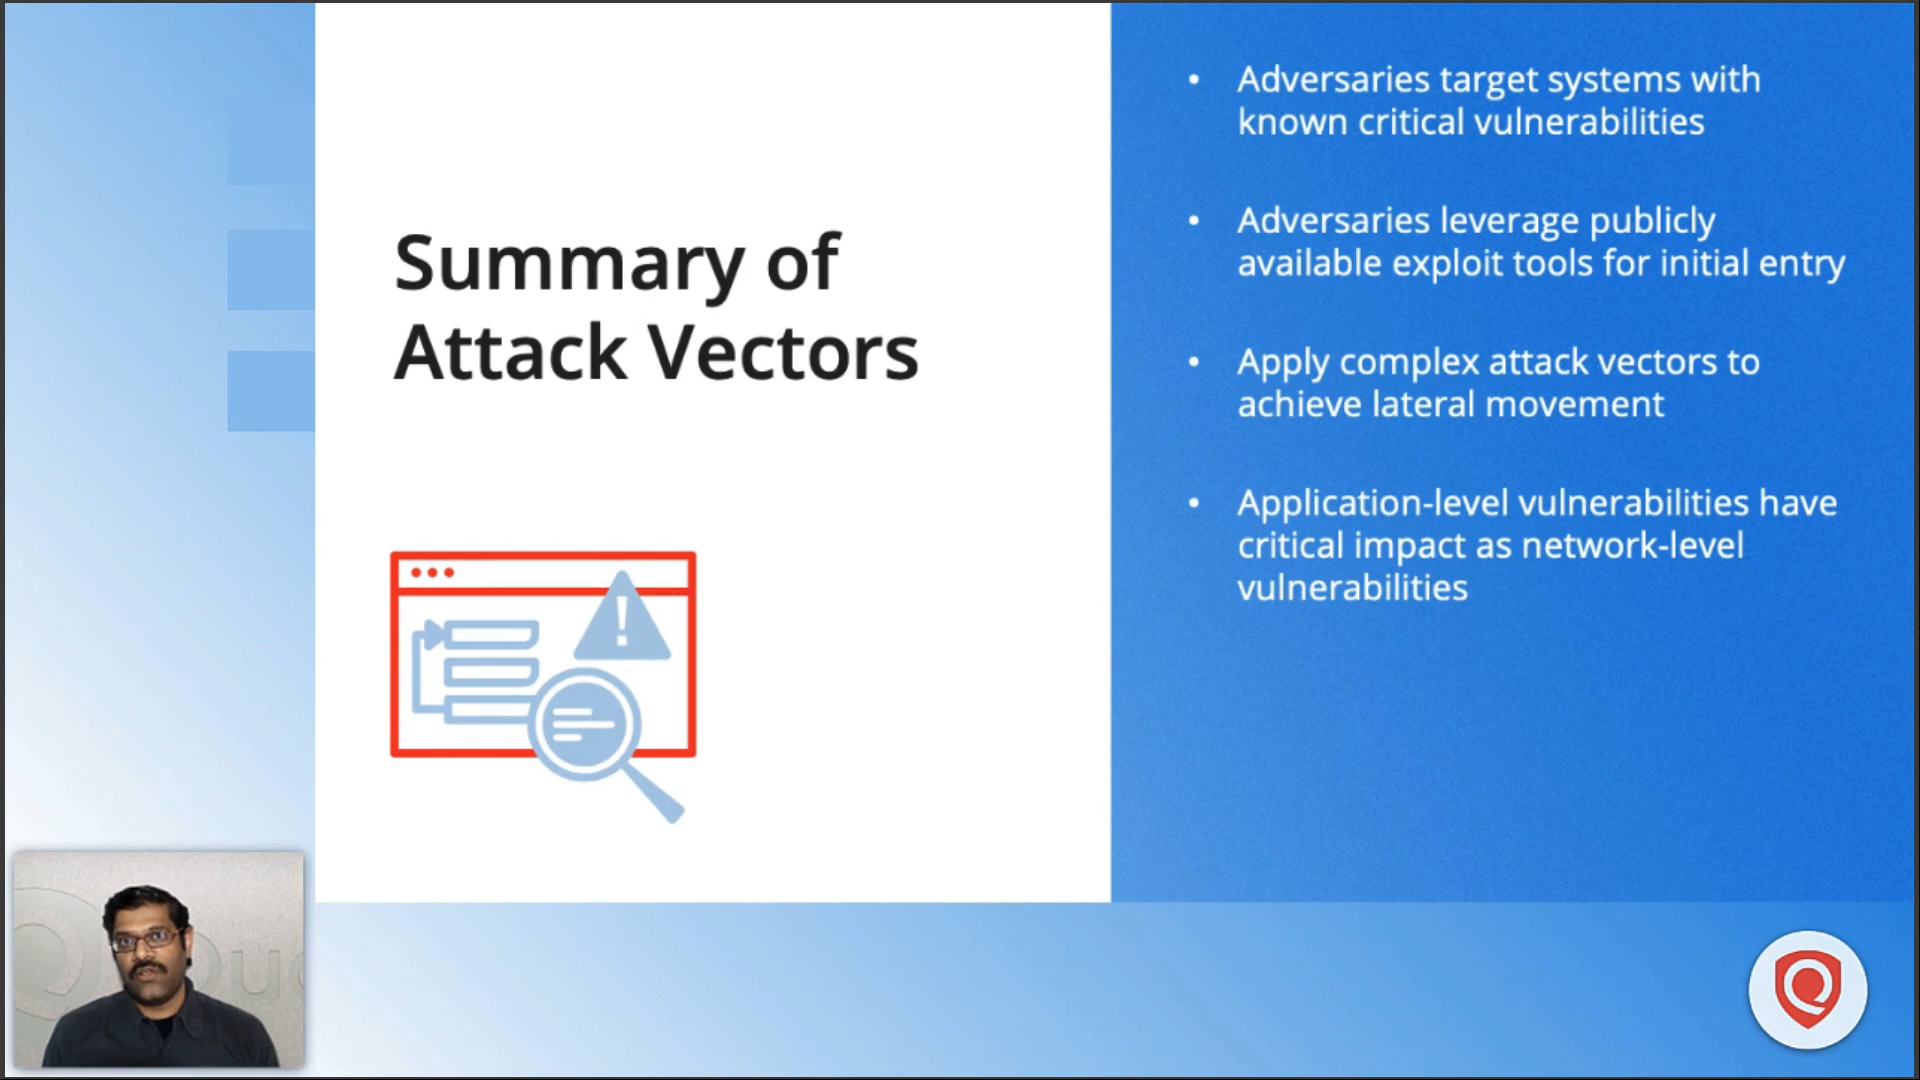 Summary of
Attack Vectors
• Adversaries target systems with
known critical vulnerabilities
• Adversaries leverage publicly
available exploit tools for initial entry
• Apply complex attack vectors to
achieve lateral movement
• Application-level vulnerabilities have
critical impact as network-level
vulnerabilities